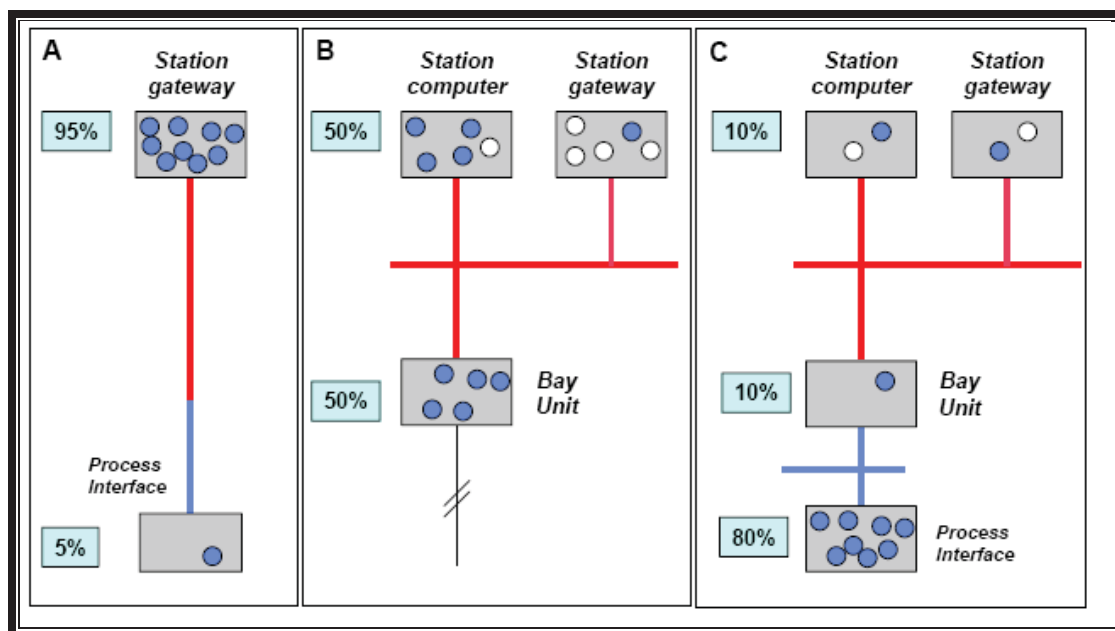 A
Station
gateway
95%
Process
Interface
5%
B
Station
computer
Station
gateway
50%
50%
Bay
Unit
C
Station
computer
Station
gateway
10%
10%
Bay
Unit
80%
Process
Interface